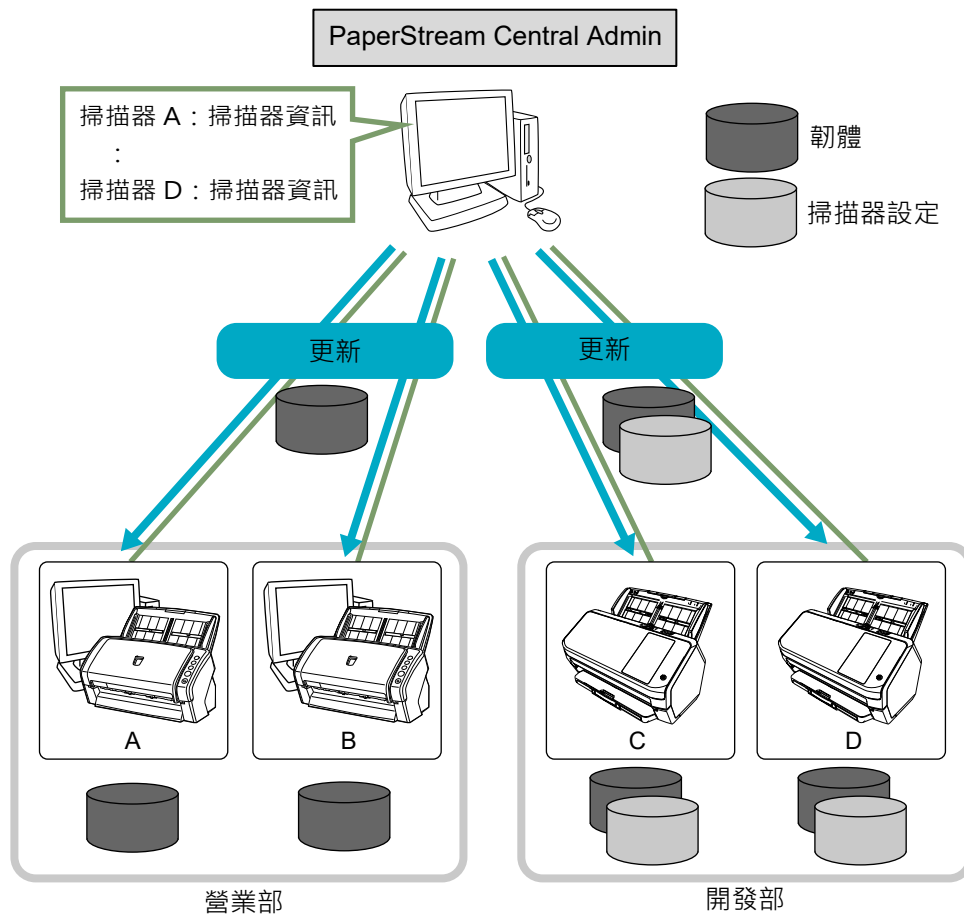 PaperStream Central Admin
掃描器 A：掃描器資訊
：
掃描器 D：掃描器資訊
韌體
掃描器設定
更新
更新
A
B
C
D
營業部
開發部